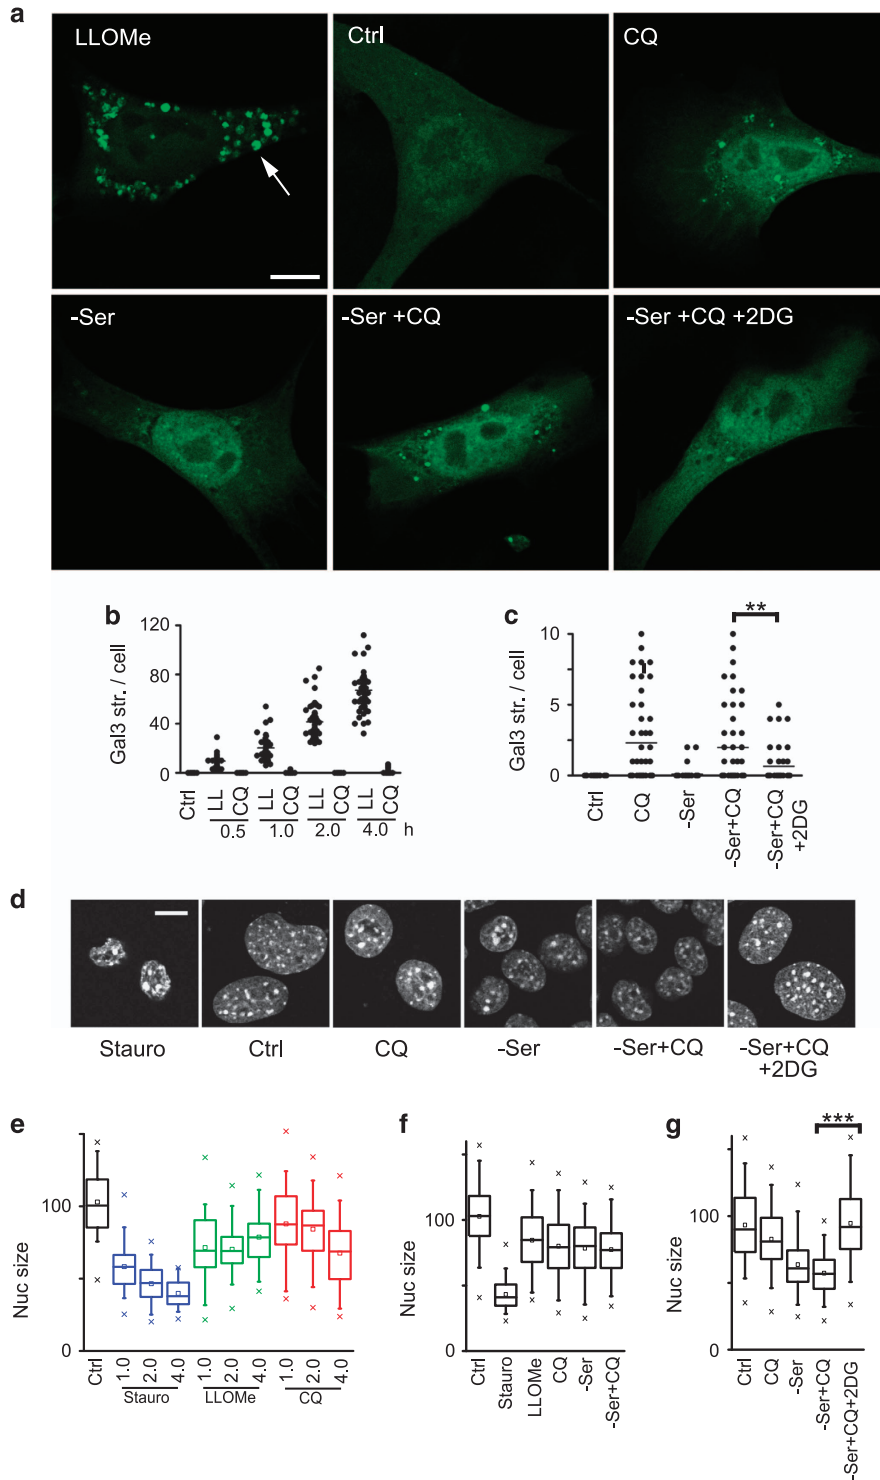 a
LLOMe
Ctrl
CQ
-Ser
-Ser +CQ
-Ser +CQ +2DG
b
Gal3 str. / cell
120
80
40
0
Ctrl
LL
CQ
LL
CQ
LL
CQ
LL
CQ
0.5
1.0
2.0
4.0
h
c
**
Gal3 str. / cell
10
5
0
Ctrl
CQ
-Ser
-Ser+CQ
-Ser+CQ
+2DG
d
Stauro
Ctrl
CQ
-Ser
-Ser+CQ
-Ser+CQ
+2DG
e
Nuc size
100
0
Ctrl
1.0
2.0
4.0
1.0
2.0
4.0
1.0
2.0
4.0
Stauro
LLOMe
CQ
f
Nuc size
100
0
Ctrl
Stauro
LLOMe
CQ
-Ser
-Ser+CQ
g
***
Nuc size
100
0
Ctrl
CQ
-Ser
-Ser+CQ
-Ser+CQ+2DG